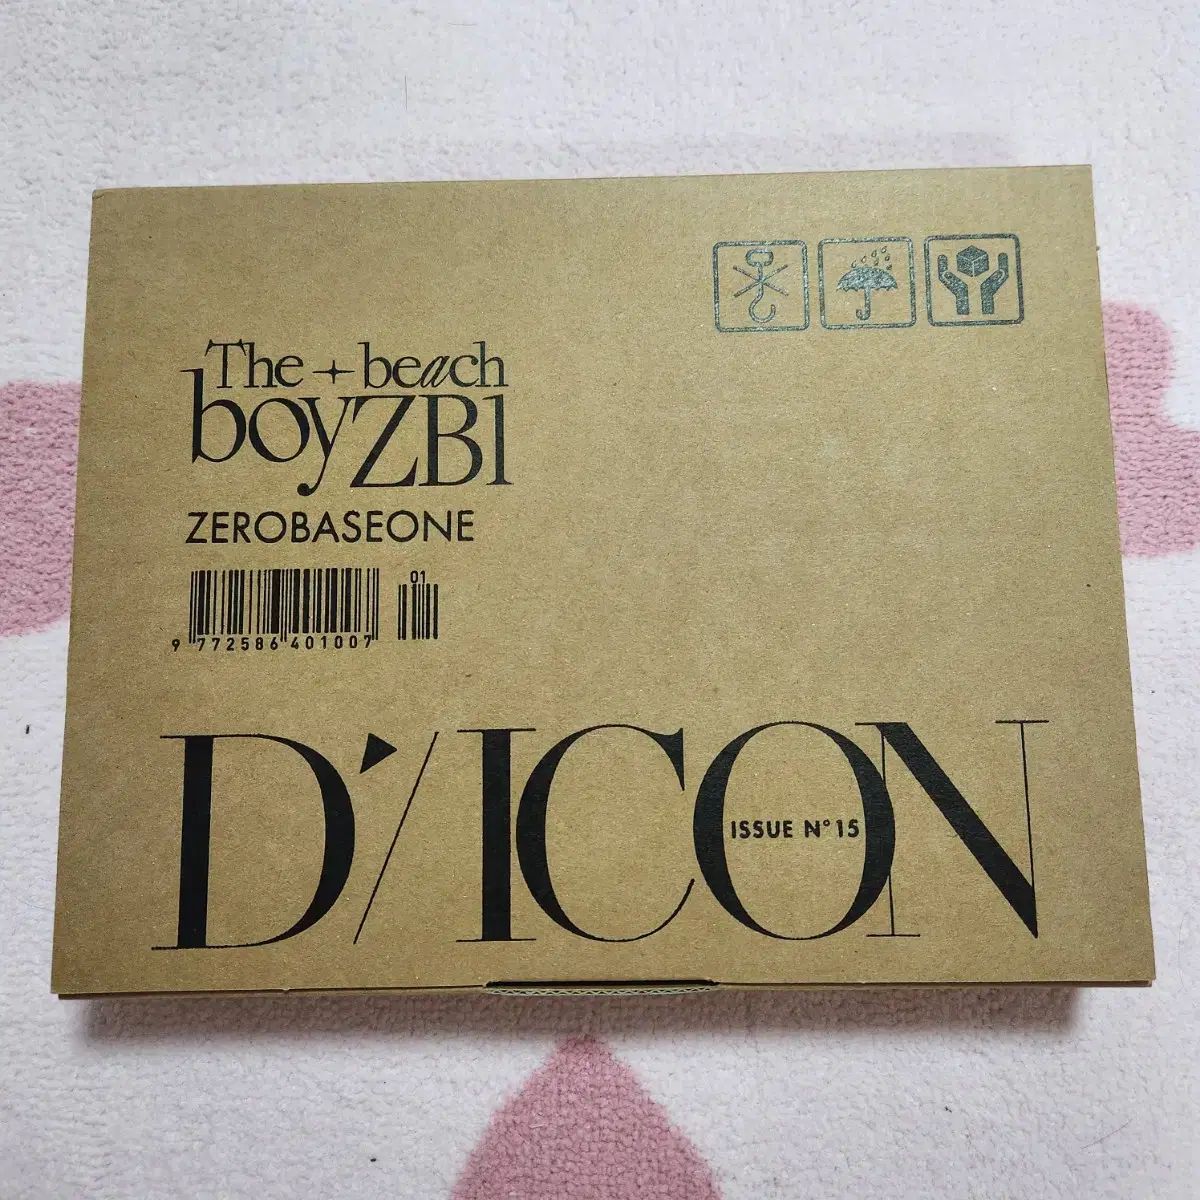 The beach
boyZB1
ZEROBASEONE
01
9 772586 401007
D'/ICON
ISSUE N°15